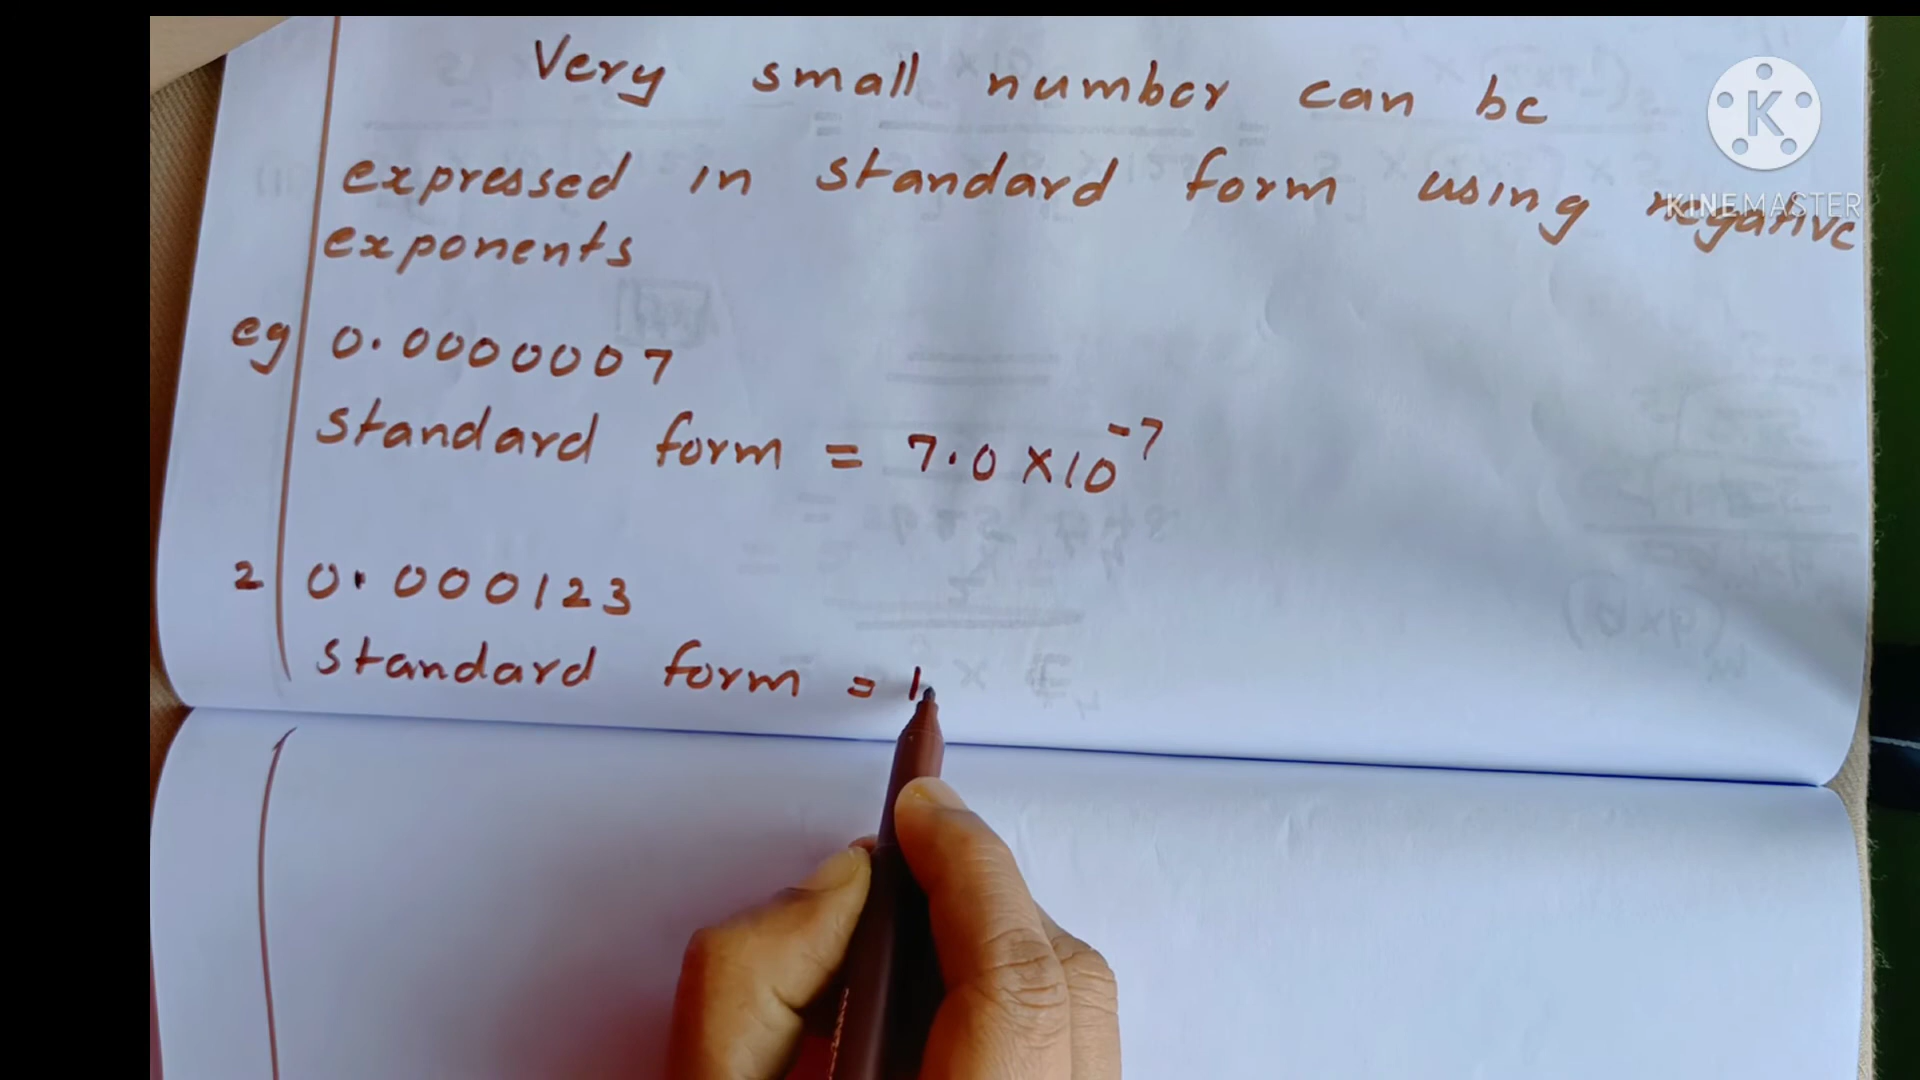 Very small number can be
expressed in standard form using negative
exponents
eg 0.0000007
standard form = 7.0 × 10⁻⁷
2 0.000123
standard form = 1.
K
KINEMASTER